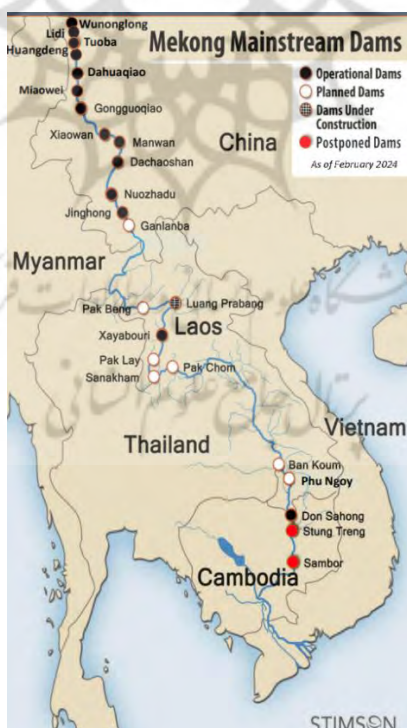 Mekong Mainstream Dams
Operational Dams
Planned Dams
Dams Under
Construction
Postponed Dams
As of February 2024
Wunonglong
Lidi
Tuoba
Huangdeng
Dahuaqiao
Miaowei
Gongguoqiao
Xiaowan
Manwan
China
Dachaoshan
Nuozhadu
Jinghong
Ganlanba
Myanmar
Pak Beng
Luang Prabang
Laos
Xayabouri
Pak Lay
Pak Chom
Sanakham
Vietnam
Thailand
Ban Koum
Phu Ngoy
Don Sahong
Stung Treng
Sambor
Cambodia
STIMSON